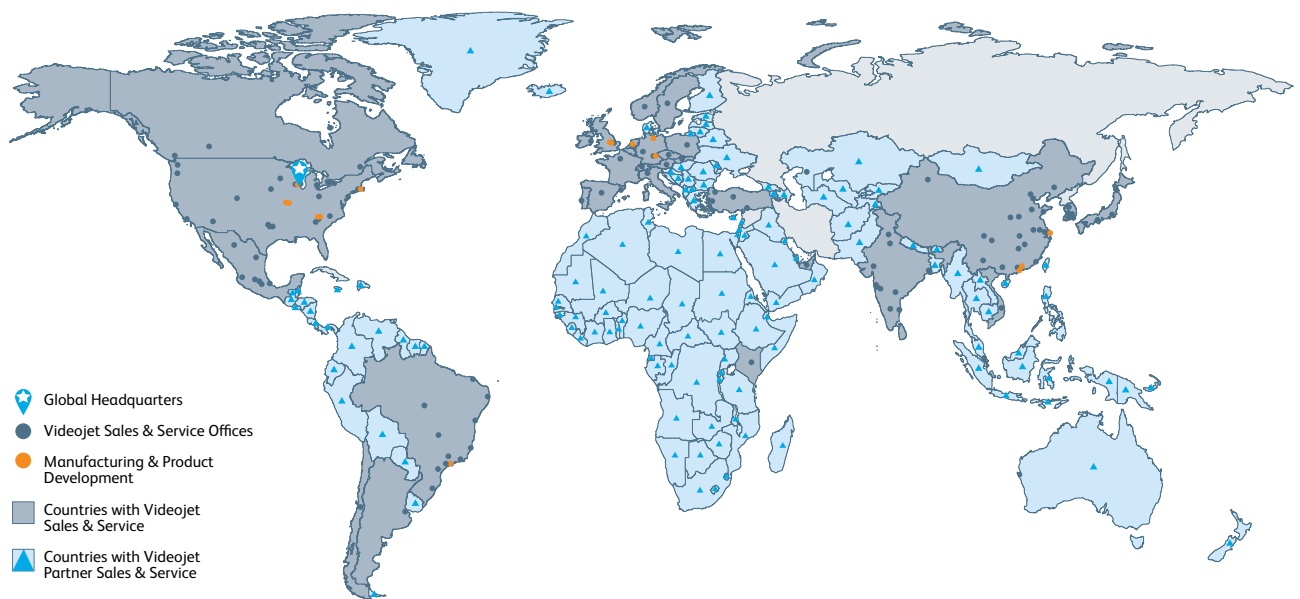 Global Headquarters
Videojet Sales & Service Offices
Manufacturing & Product
Development
Countries with Videojet
Sales & Service
Countries with Videojet
Partner Sales & Service